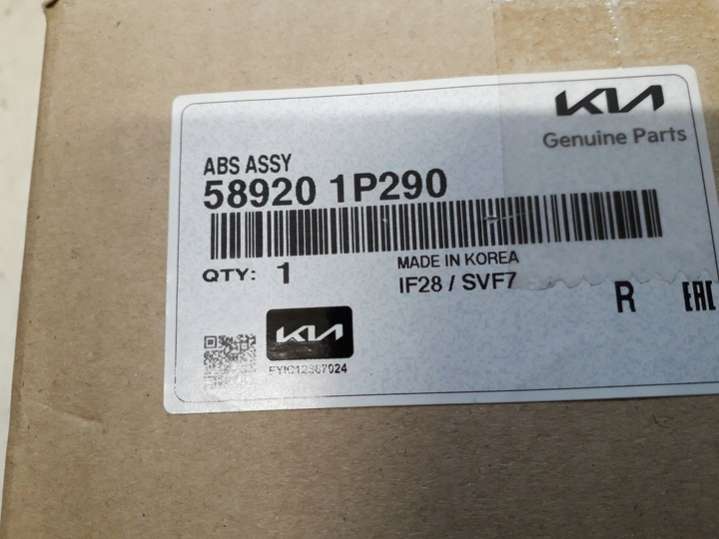 KIA
Genuine Parts
ABS ASSY
58920 1P290
QTY: 1
MADE IN KOREA
IF28 / SVF7
R
EAC
KIA